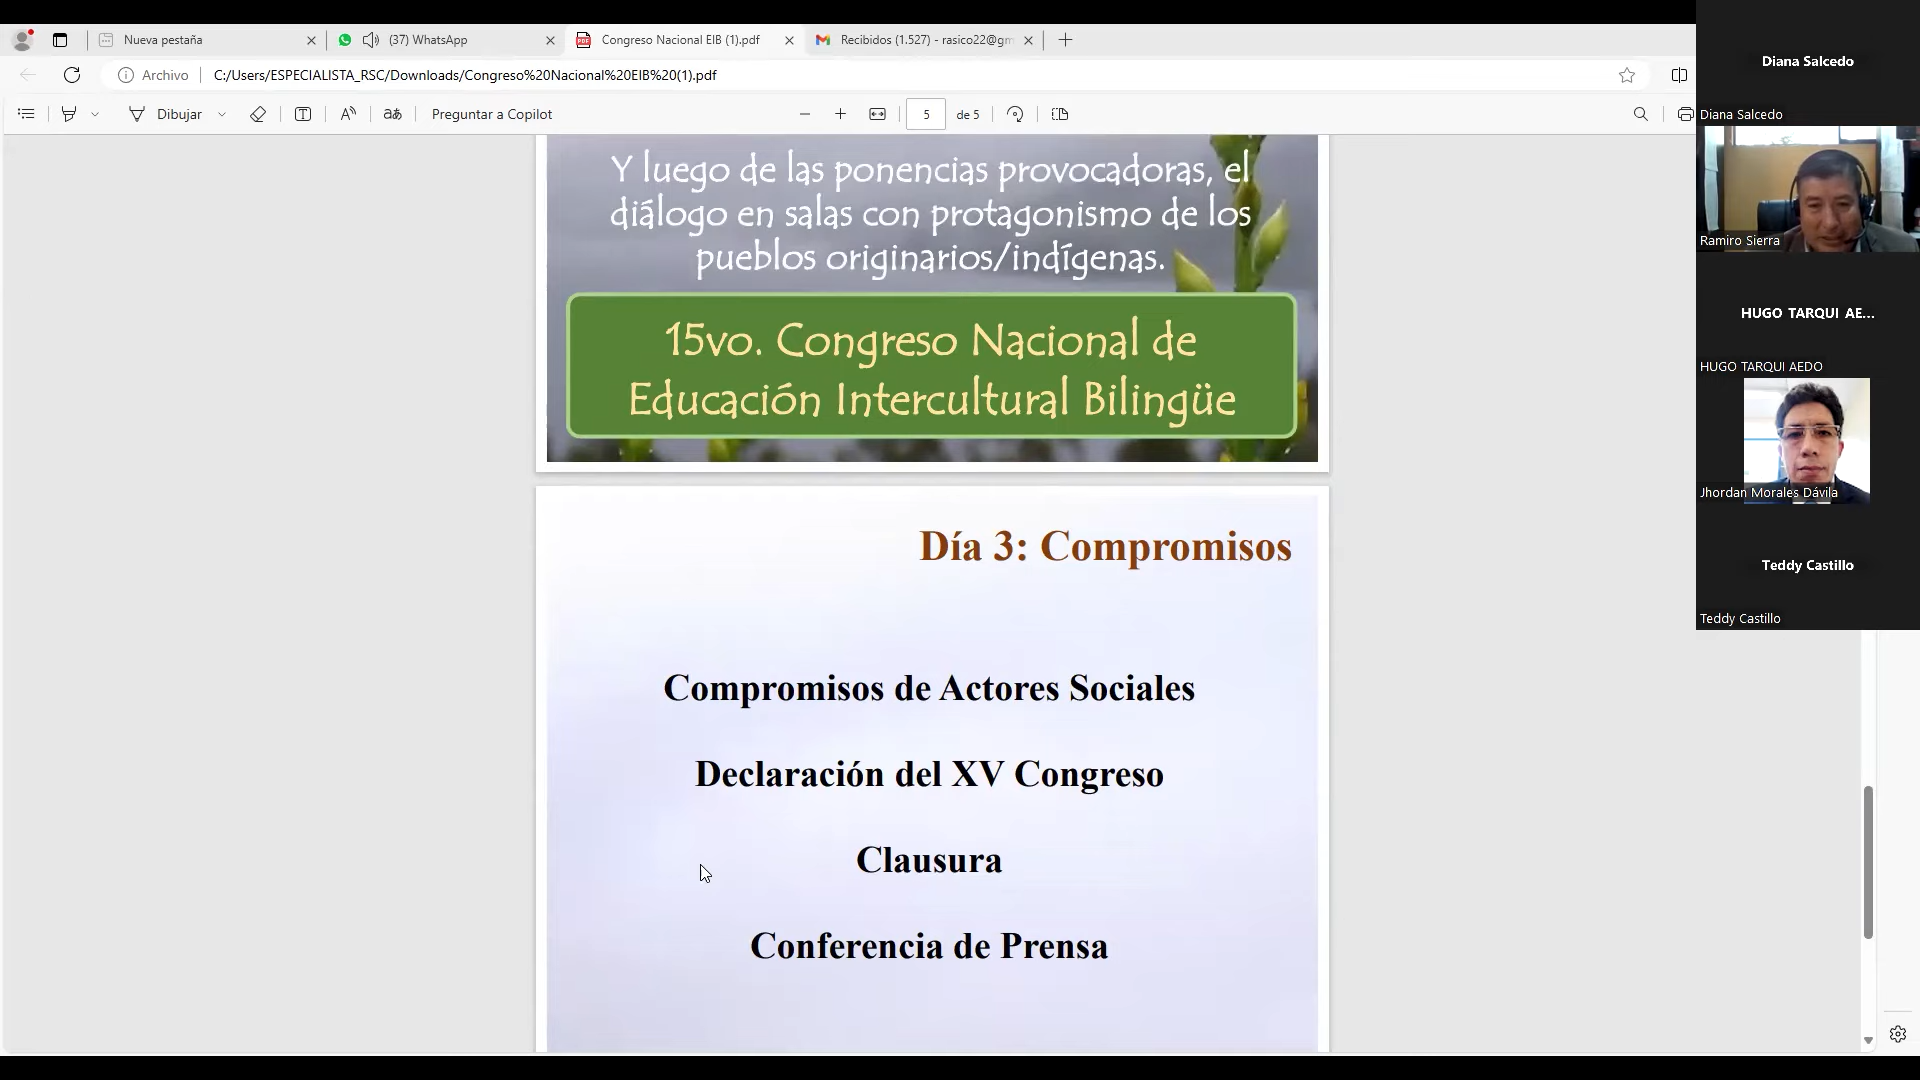 Nueva pestaña
(37) WhatsApp
Congreso Nacional EIB (1).pdf
Recibidos (1.527) - rasico22@gm
Archivo
C:/Users/ESPECIALISTA_RSC/Downloads/Congreso%20Nacional%20EIB%20(1).pdf
Dibujar
Preguntar a Copilot
5 de 5
Y luego de las ponencias provocadoras, el
diálogo en salas con protagonismo de los
pueblos originarios/indígenas.
15vo. Congreso Nacional de
Educación Intercultural Bilingüe
Día 3: Compromisos
Compromisos de Actores Sociales
Declaración del XV Congreso
Clausura
Conferencia de Prensa
Diana Salcedo
Diana Salcedo
Ramiro Sierra
HUGO TARQUI AE...
HUGO TARQUI AEDO
Jhordan Morales Dávila
Teddy Castillo
Teddy Castillo